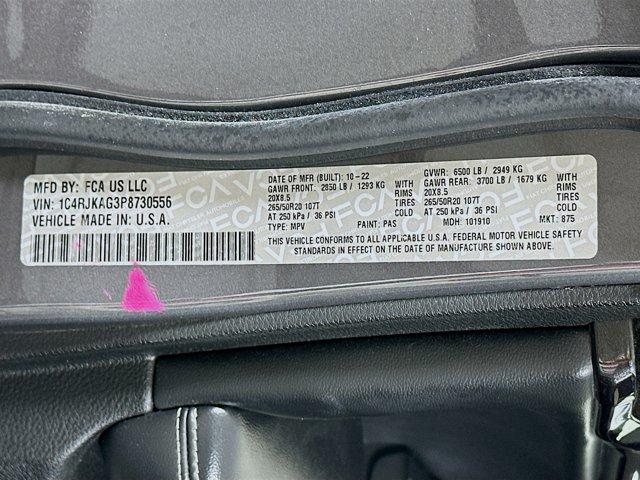 MFD BY: FCA US LLC
VIN: 1C4RJKAG3P8730556
VEHICLE MADE IN U.S.A.
DATE OF MFR (BUILT): 10-22 GVWR: 6500 LB / 2949 KG
GAWR FRONT: 2850 LB / 1293 KG WITH GAWR REAR: 3700 LB / 1679 KG WITH
20X8.5 RIMS 20X8.5 RIMS
265/50R20 107T TIRES 265/50R20 107T TIRES
AT 250 kPa / 36 PSI COLD AT 250 kPa / 36 PSI COLD
TYPE: MPV PAINT: PAS MDH: 101910 MKT: 875
THIS VEHICLE CONFORMS TO ALL APPLICABLE U.S.A. FEDERAL MOTOR VEHICLE SAFETY
STANDARDS IN EFFECT ON THE DATE OF MANUFACTURE SHOWN ABOVE.